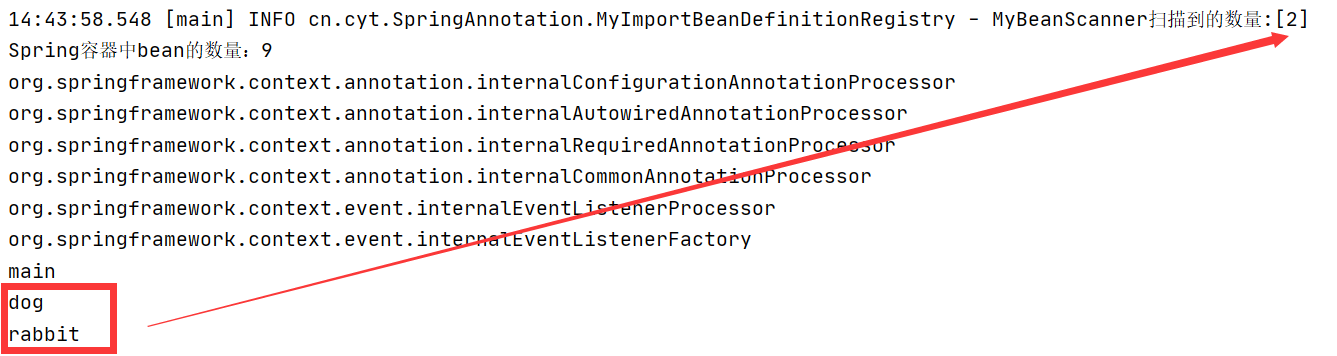 14:43:58.548 [main] INFO cn.cyt.SpringAnnotation.MyImportBeanDefinitionRegistry - MyBeanScanner扫描到的数量:[2]
Spring容器中bean的数量：9
org.springframework.context.annotation.internalConfigurationAnnotationProcessor
org.springframework.context.annotation.internalAutowiredAnnotationProcessor
org.springframework.context.annotation.internalRequiredAnnotationProcessor
org.springframework.context.annotation.internalCommonAnnotationProcessor
org.springframework.context.event.internalEventListenerProcessor
org.springframework.context.event.internalEventListenerFactory
main
dog
rabbit